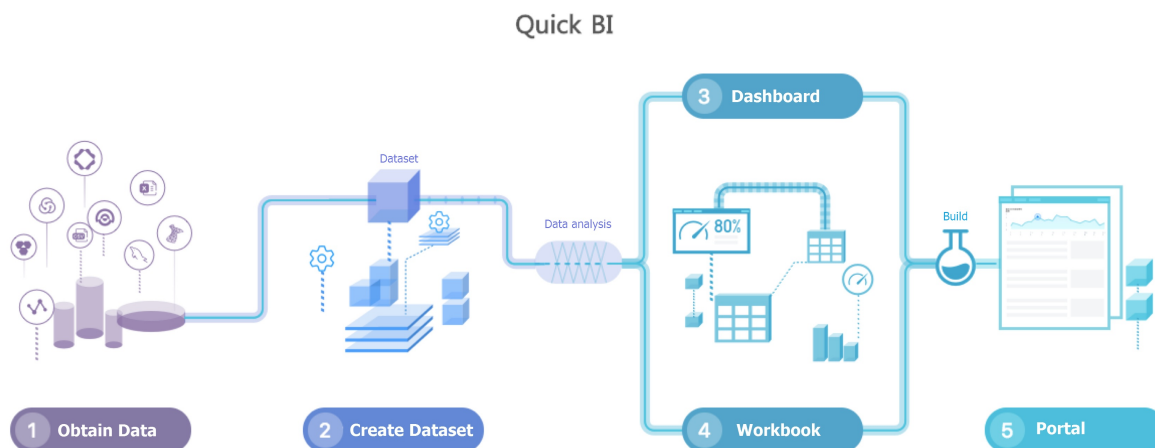 Quick BI
3 Dashboard
Dataset
Data analysis
80%
Build
1 Obtain Data
2 Create Dataset
4 Workbook
5 Portal